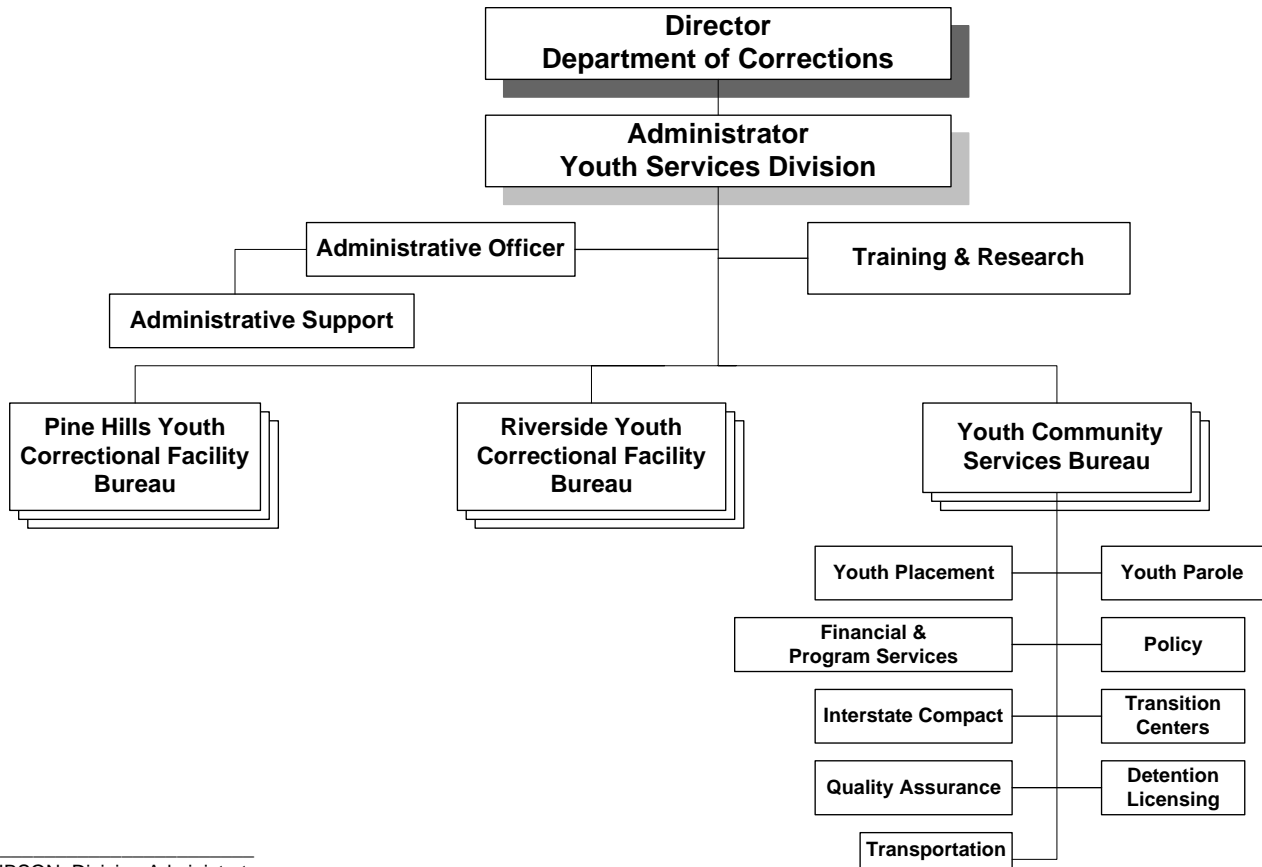 Director
Department of Corrections
Administrator
Youth Services Division
Administrative Officer
Training & Research
Administrative Support
Pine Hills Youth
Correctional Facility
Bureau
Riverside Youth
Correctional Facility
Bureau
Youth Community
Services Bureau
Youth Placement
Youth Parole
Financial &
Program Services
Policy
Interstate Compact
Transition
Centers
Quality Assurance
Detention
Licensing
Transportation
Division